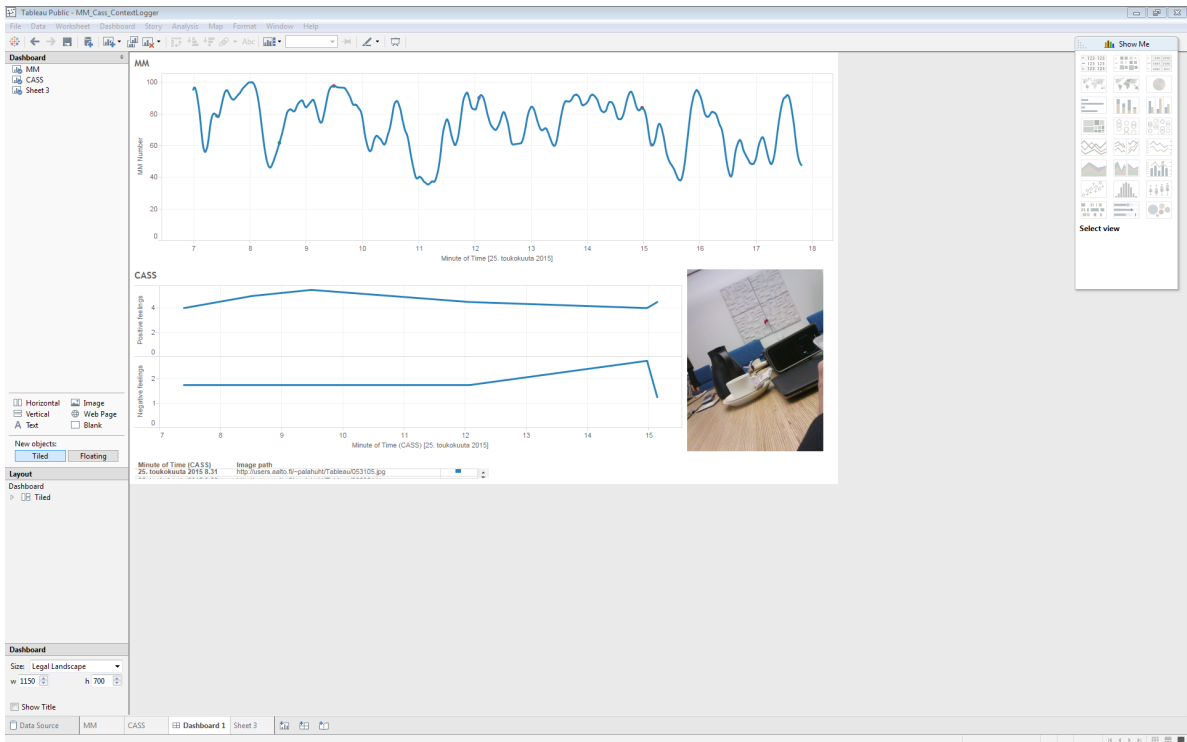 Tableau Public - MM_Cass_ContextLogger
File Data Worksheet Dashboard Story Analysis Map Format Window Help
Abc
Dashboard
MM
CASS
Sheet 3
Horizontal Image
Vertical Web Page
A Text Blank
New objects:
Tiled Floating
Layout
Dashboard
Tiled
Dashboard
Size: Legal Landscape
w 1150 h 700
Show Title
MM
MM Number
100
80
60
40
20
0
7 8 9 10 11 12 13 14 15 16 17 18
Minute of Time [25. toukokuuta 2015]
CASS
Positive feelings
4
2
0
Negative feelings
2
1
0
7 8 9 10 11 12 13 14 15
Minute of Time (CASS) [25. toukokuuta 2015]
Minute of Time (CASS) Image path
25. toukokuuta 2015 8.31 http://users.aalto.fi/~palahuht/Tableau/053105.jpg
Show Me
Select view
Data Source MM CASS Dashboard 1 Sheet 3